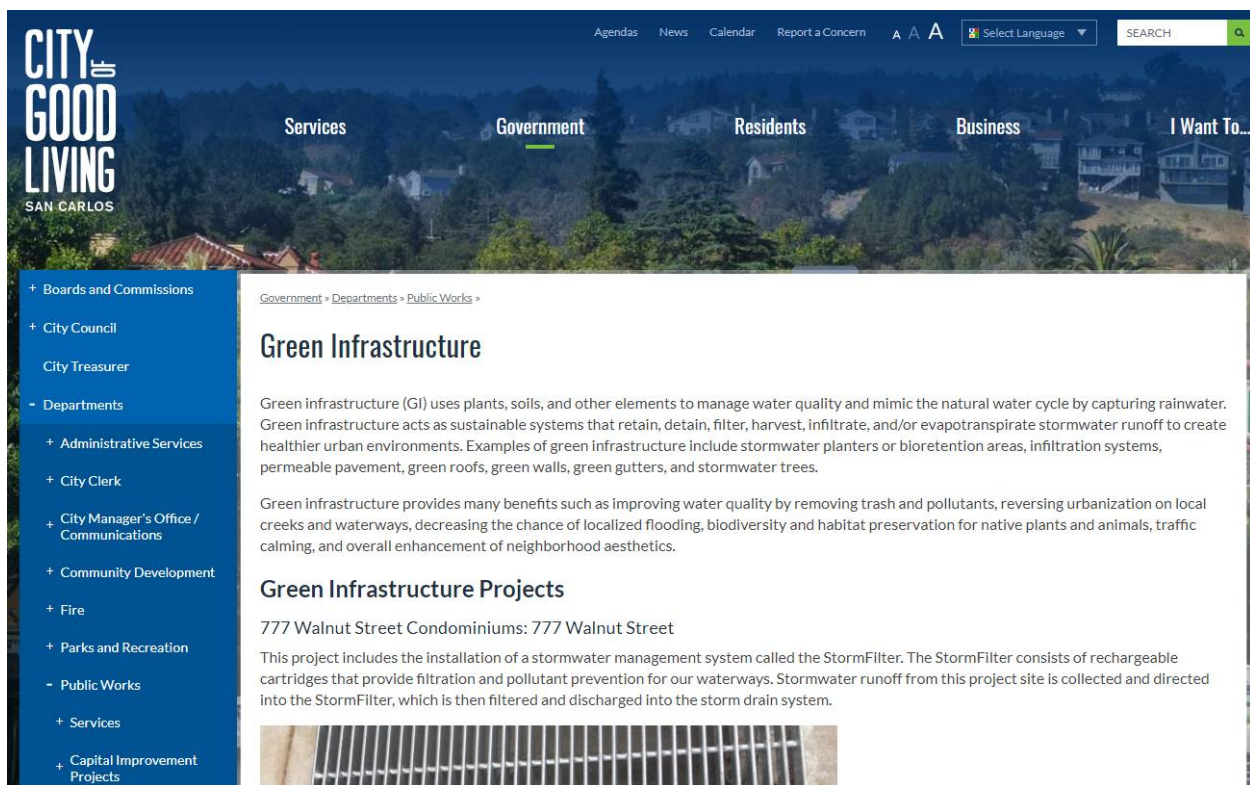 CITY OF
GOOD
LIVING
SAN CARLOS
Agendas News Calendar Report a Concern A A A Select Language ▼ SEARCH
Services Government Residents Business I Want To...
+ Boards and Commissions
+ City Council
City Treasurer
- Departments
+ Administrative Services
+ City Clerk
+ City Manager's Office /
Communications
+ Community Development
+ Fire
+ Parks and Recreation
- Public Works
+ Services
+ Capital Improvement
Projects
Government » Departments » Public Works »
Green Infrastructure
Green infrastructure (GI) uses plants, soils, and other elements to manage water quality and mimic the natural water cycle by capturing rainwater.
Green infrastructure acts as sustainable systems that retain, detain, filter, harvest, infiltrate, and/or evapotranspirate stormwater runoff to create
healthier urban environments. Examples of green infrastructure include stormwater planters or bioretention areas, infiltration systems,
permeable pavement, green roofs, green walls, green gutters, and stormwater trees.
Green infrastructure provides many benefits such as improving water quality by removing trash and pollutants, reversing urbanization on local
creeks and waterways, decreasing the chance of localized flooding, biodiversity and habitat preservation for native plants and animals, traffic
calming, and overall enhancement of neighborhood aesthetics.
Green Infrastructure Projects
777 Walnut Street Condominiums: 777 Walnut Street
This project includes the installation of a stormwater management system called the StormFilter. The StormFilter consists of rechargeable
cartridges that provide filtration and pollutant prevention for our waterways. Stormwater runoff from this project site is collected and directed
into the StormFilter, which is then filtered and discharged into the storm drain system.